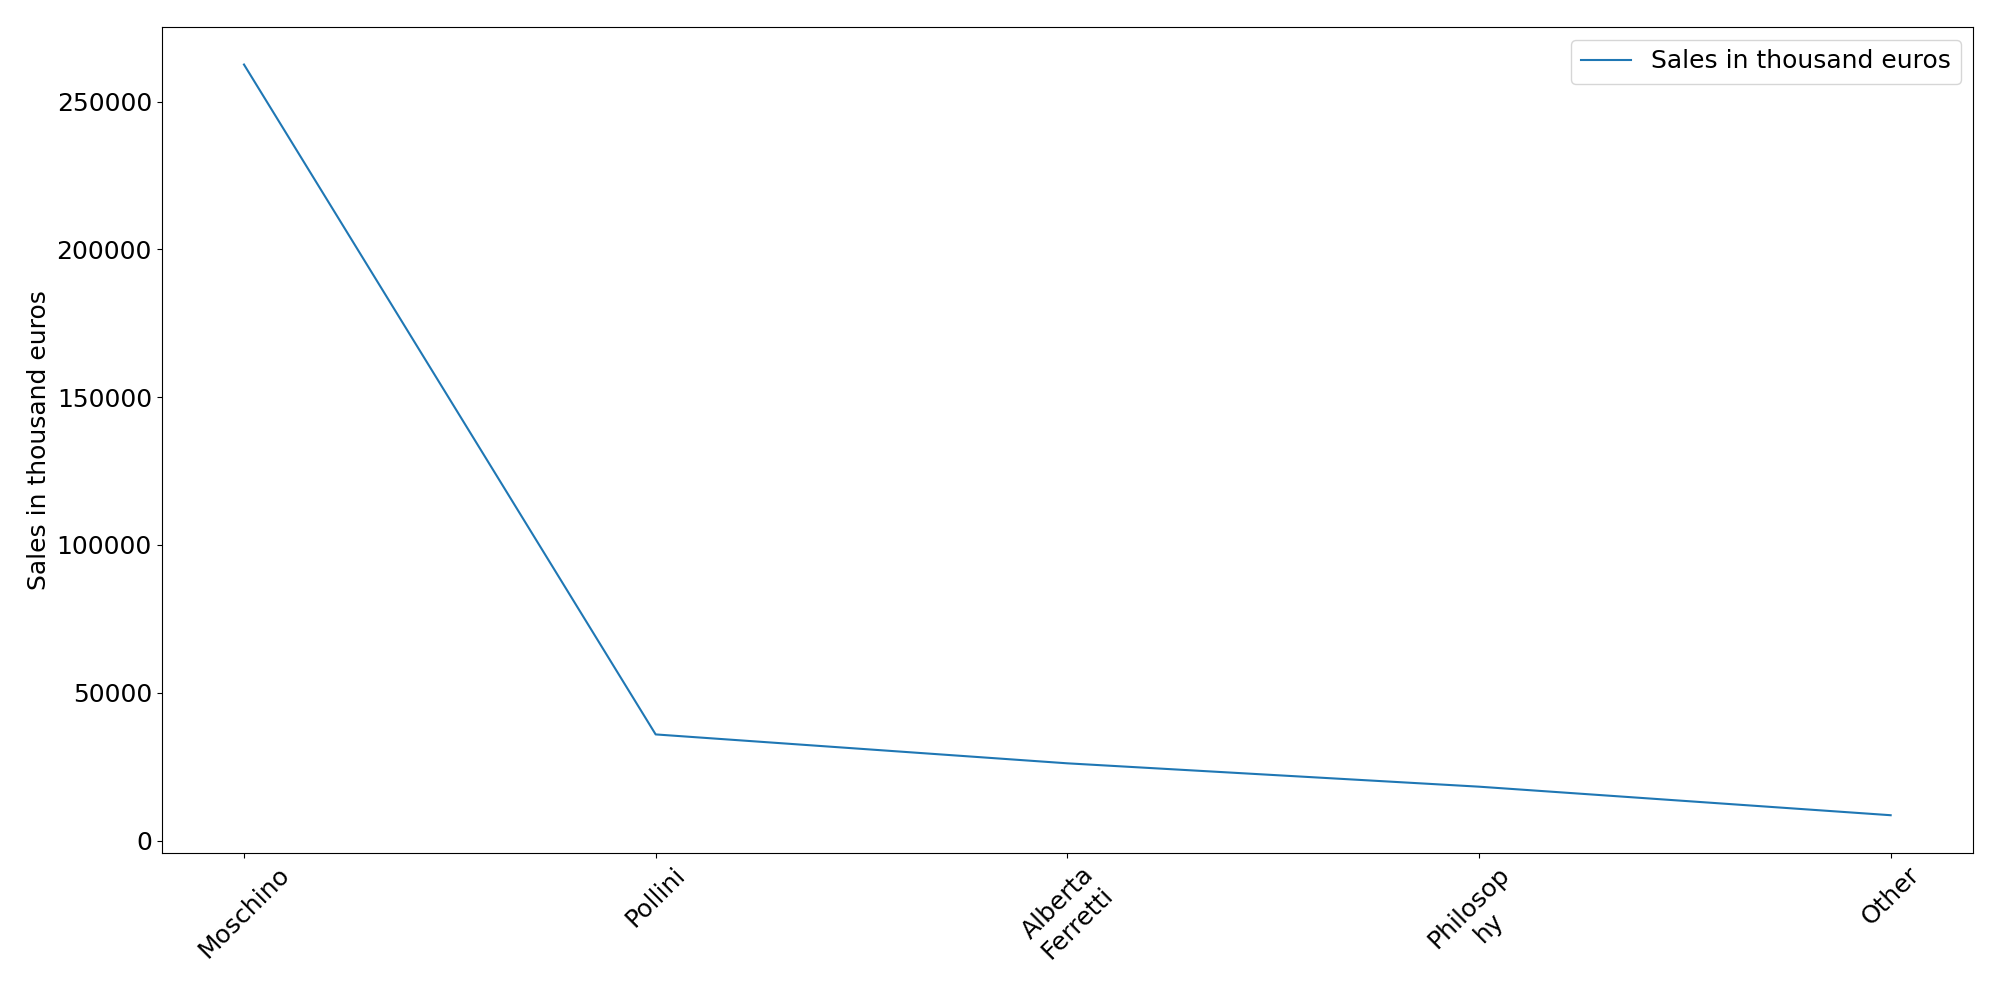 Sales in thousand euros
Sales in thousand euros
250000
200000
150000
100000
50000
0
Moschino
Pollini
Alberta
Ferretti
Philosop
hy
Other